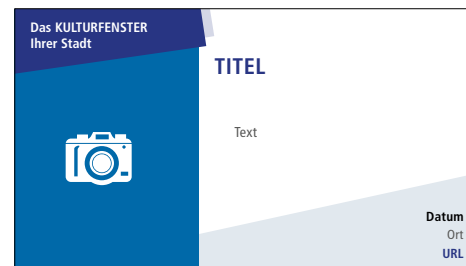 Das KULTURFENSTER
Ihrer Stadt
TITEL
Text
Datum
Ort
URL